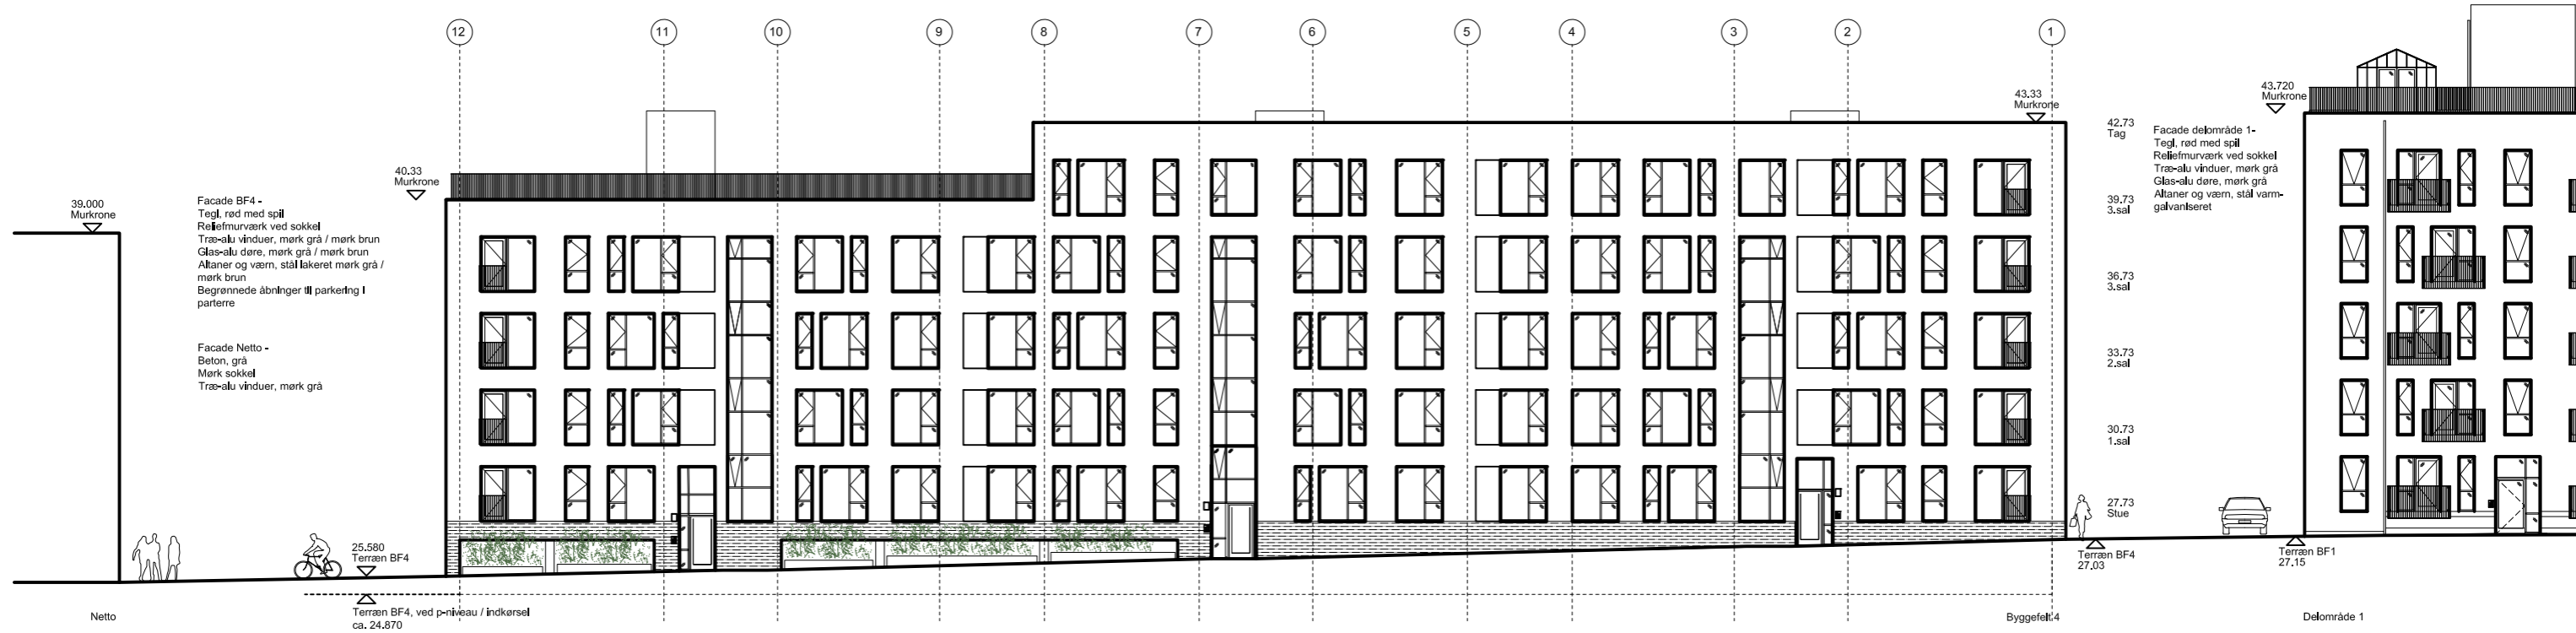 12
11
10
9
8
7
6
5
4
3
2
1
39.000
Murkrone
Facade BF4 -
Tegl, rød med spil
Reliefmurværk ved sokkel
Træ-alu vinduer, mørk grå / mørk brun
Glas-alu døre, mørk grå / mørk brun
Altaner og værn, stål lakeret mørk grå /
mørk brun
Begrønnede åbninger til parkering i
parterre
Facade Netto -
Beton, grå
Mørk sokkel
Træ-alu vinduer, mørk grå
40.33
Murkrone
43.33
Murkrone
42.73
Tag
39.73
3.sal
36.73
3.sal
33.73
2.sal
30.73
1.sal
27.73
Stue
Facade delområde 1-
Tegl, rød med spil
Reliefmurværk ved sokkel
Træ-alu vinduer, mørk grå
Glas-alu døre, mørk grå
Altaner og værn, stål varm-
galvaniseret
43.720
Murkrone
25.580
Terræn BF4
Terræn BF4, ved p-niveau / indkørsel
ca. 24.870
Terræn BF4
27.03
Terræn BF1
27.15
Netto
Byggefelt 4
Delområde 1